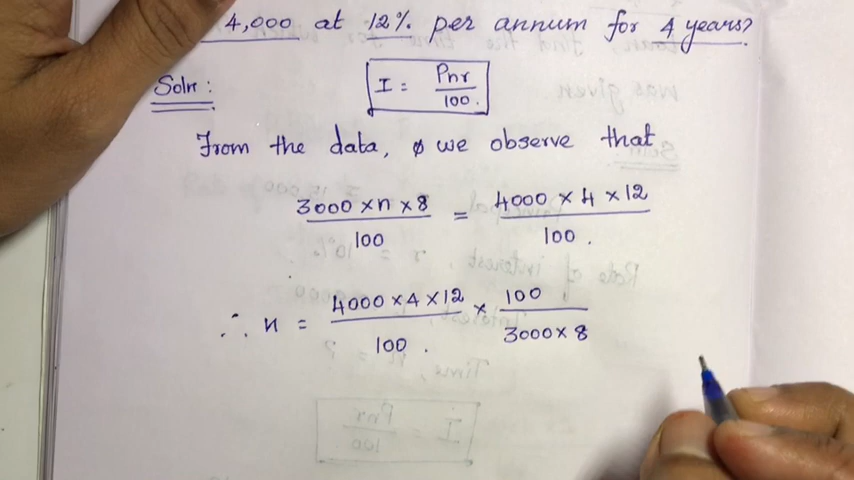 4,000 at 12% per annum for 4 years?
Soln :
I = Pnr/100.
From the data, we observe that
3000 × n × 8 / 100 = 4000 × 4 × 12 / 100 .
∴ n = 4000 × 4 × 12 / 100 . × 100 / 3000 × 8